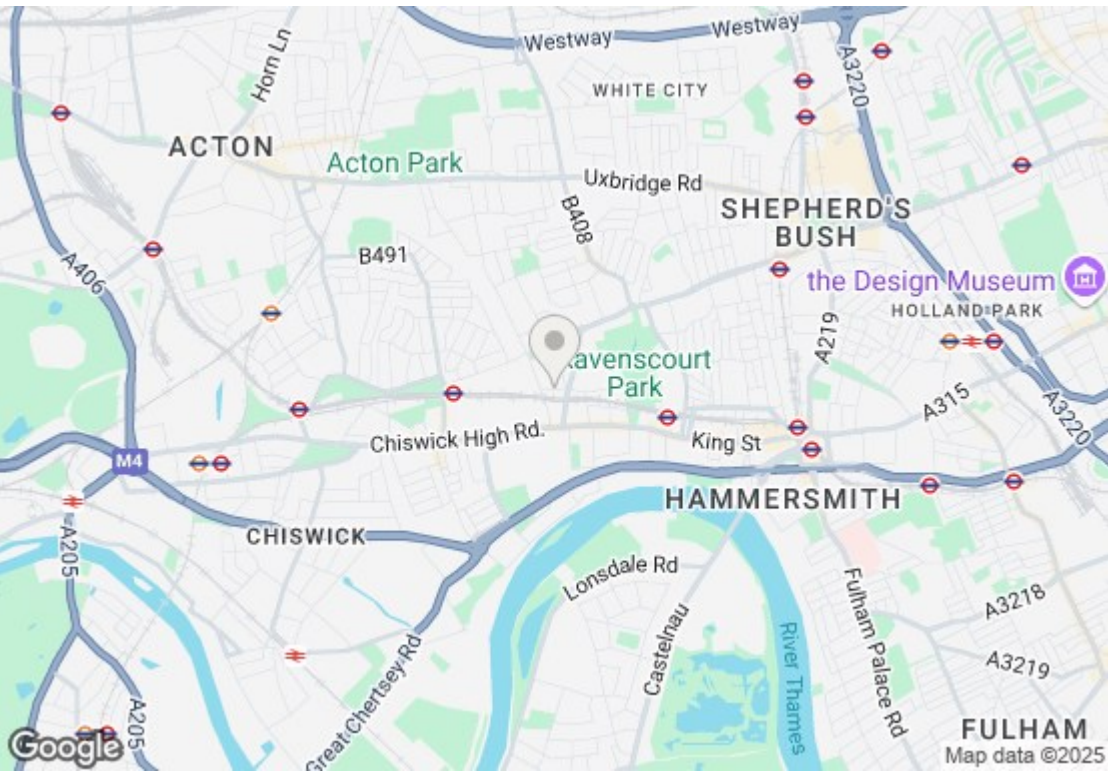 Westway
Westway
Horn Ln
A3220
WHITE CITY
ACTON
Acton Park
Uxbridge Rd
B408
SHEPHERD'S
BUSH
B491
A406
the Design Museum
HOLLAND PARK
A219
avenscourt
Park
A315
A3220
Chiswick High Rd.
King St
M4
HAMMERSMITH
CHISWICK
A205
Lonsdale Rd
A3218
Fulham Palace Rd
Castelnau
River Thames
A3219
Great Chertsey Rd
A205
FULHAM
Google
Map data ©2025